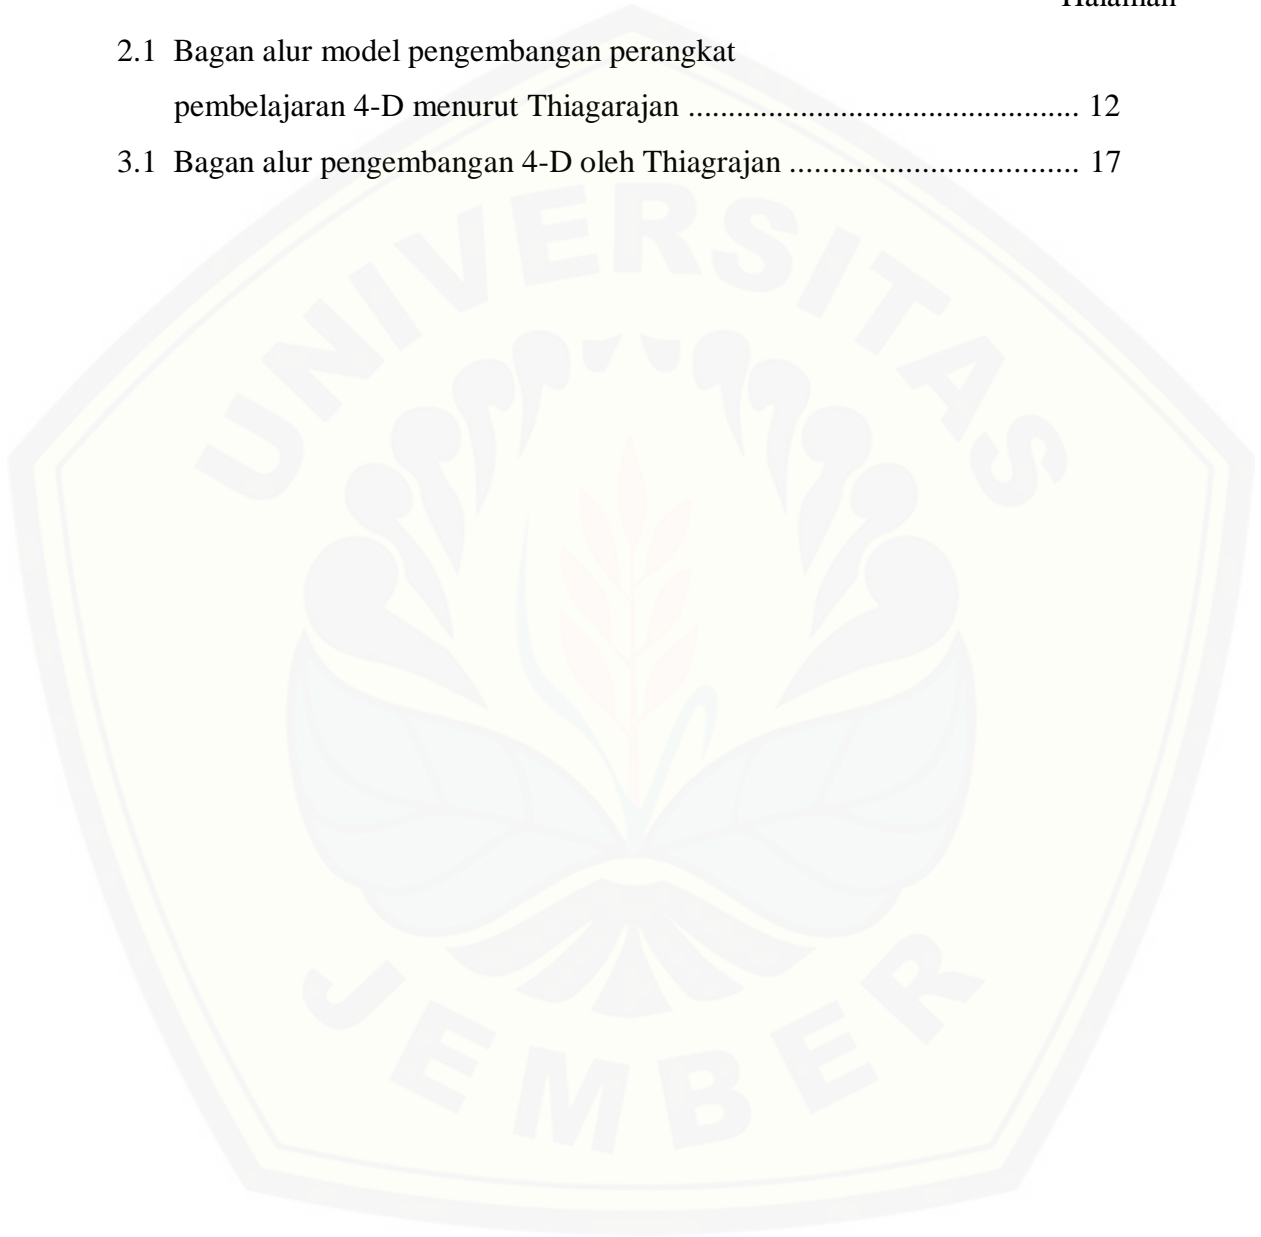 Halaman
2.1 Bagan alur model pengembangan perangkat
pembelajaran 4-D menurut Thiagarajan ................................................. 12
3.1 Bagan alur pengembangan 4-D oleh Thiagrajan ................................... 17
UNIVERSITAS
JEMBER